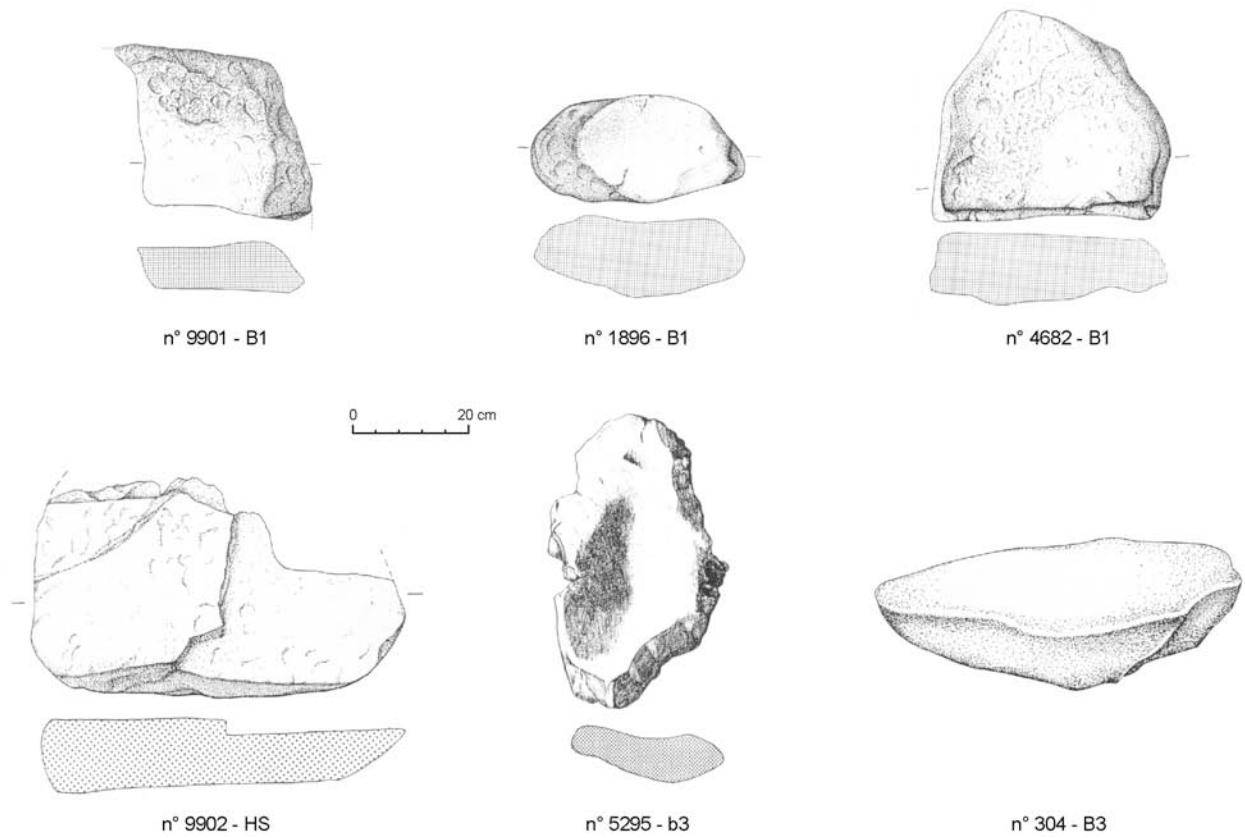 n° 9901 - B1
n° 1896 - B1
n° 4682 - B1
0 20 cm
n° 9902 - HS
n° 5295 - b3
n° 304 - B3